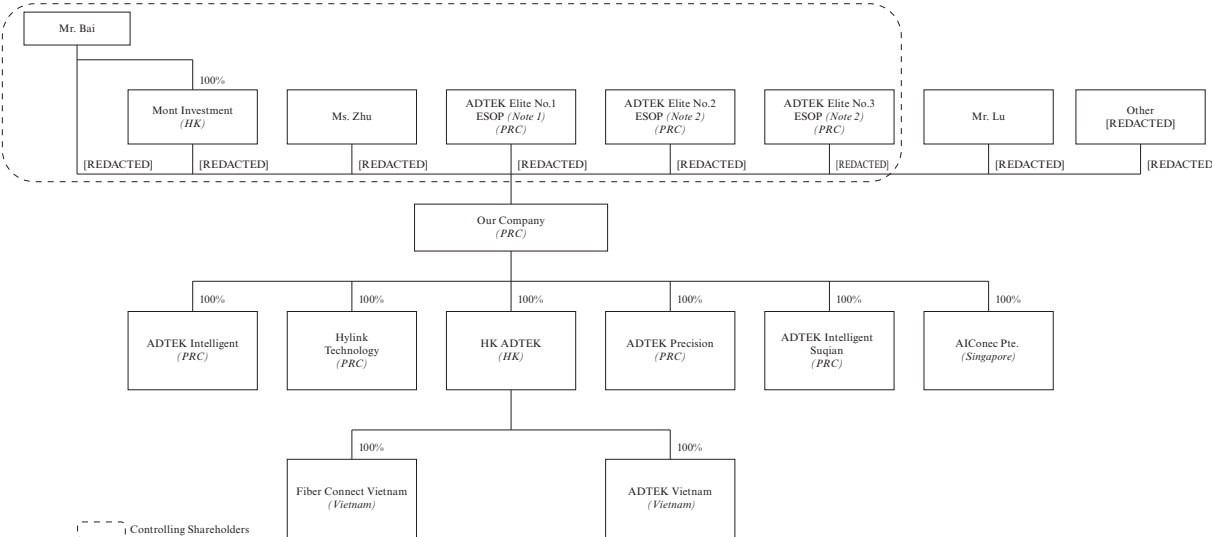 Mr. Bai
100%
Mont Investment
(HK)
Ms. Zhu
ADTEK Elite No.1
ESOP (Note 1)
(PRC)
ADTEK Elite No.2
ESOP (Note 2)
(PRC)
ADTEK Elite No.3
ESOP (Note 2)
(PRC)
Mr. Lu
Other
[REDACTED]
[REDACTED]
[REDACTED]
[REDACTED]
[REDACTED]
[REDACTED]
[REDACTED]
[REDACTED]
[REDACTED
Our Company
(PRC)
100%
100%
100%
100%
100%
100%
ADTEK Intelligent
(PRC)
Hylink
Technology
(PRC)
HK ADTEK
(HK)
ADTEK Precision
(PRC)
ADTEK Intelligent
Suqian
(PRC)
AIConec Pte.
(Singapore)
100%
100%
Fiber Connect Vietnam
(Vietnam)
ADTEK Vietnam
(Vietnam)
Controlling Shareholders